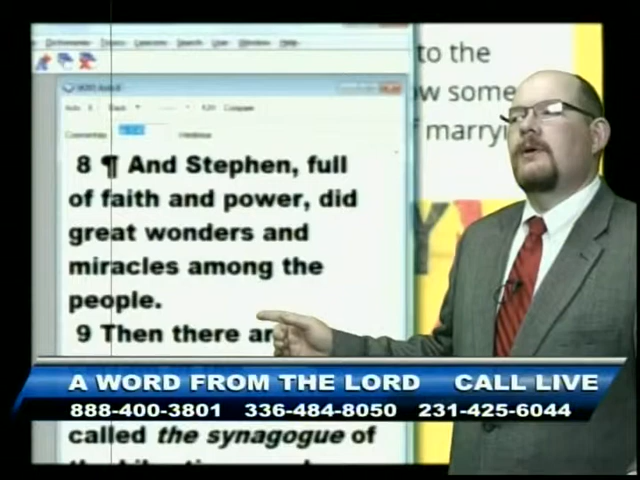 to the
ow some
marryi
8 ¶ And Stephen, full
of faith and power, did
great wonders and
miracles among the
people.
9 Then there ar
A WORD FROM THE LORD CALL LIVE
888-400-3801 336-484-8050 231-425-6044
called the synagogue of